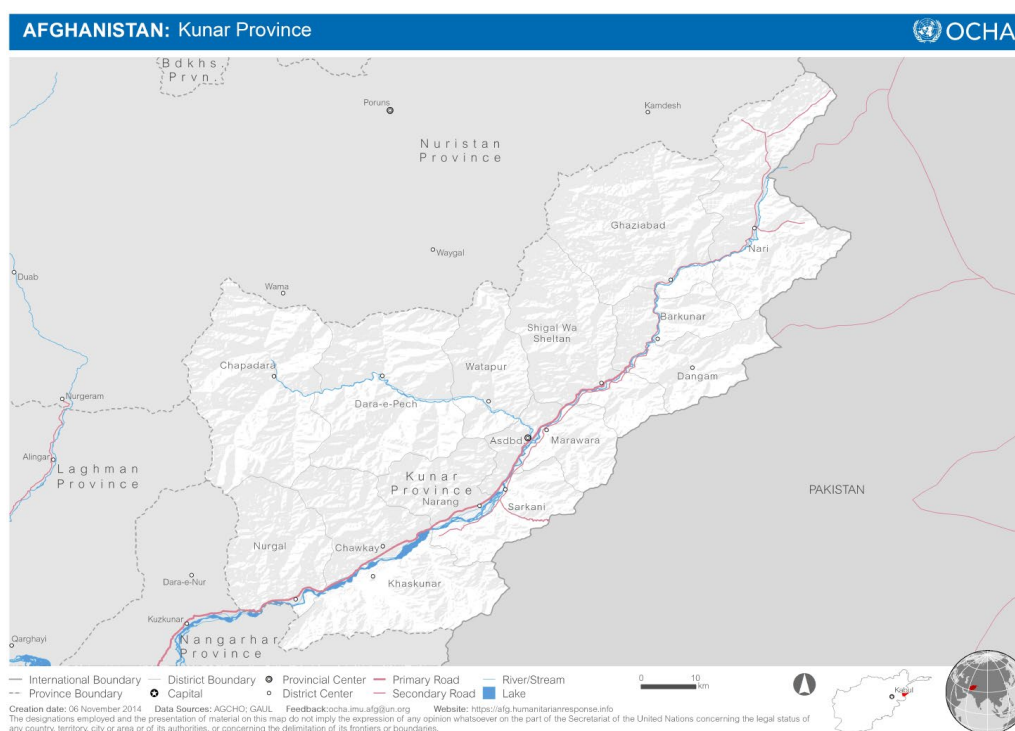 AFGHANISTAN: Kunar Province
OCHA
Bdkhs.
Prvn.
Poruns
Kamdesh
Nuristan
Province
Ghaziabad
Nari
Waygal
Duab
Wama
Barkunar
Shigal Wa
Sheltan
Chapadara
Watapur
Dangam
Nurgeram
Dara-e-Pech
Asdbd
Marawara
Alingar
Laghman
Province
Kunar
Province
PAKISTAN
Narang
Sarkani
Nurgal
Chawkay
Dara-e-Nur
Khaskunar
Kuzkunar
Nangarhar
Province
Qarghayi
International Boundary
District Boundary
Provincial Center
Primary Road
River/Stream
0 10
km
Province Boundary
Capital
District Center
Secondary Road
Lake
Kabul
Creation date: 06 November 2014 Data Sources: AGCHO; GAUL Feedback:ocha.imu.afg@un.org Website: https://afg.humanitarianresponse.info
The designations employed and the presentation of material on this map do not imply the expression of any opinion whatsoever on the part of the Secretariat of the United Nations concerning the legal status of
any country, territory, city or area or of its authorities, or concerning the delimitation of its frontiers or boundaries.